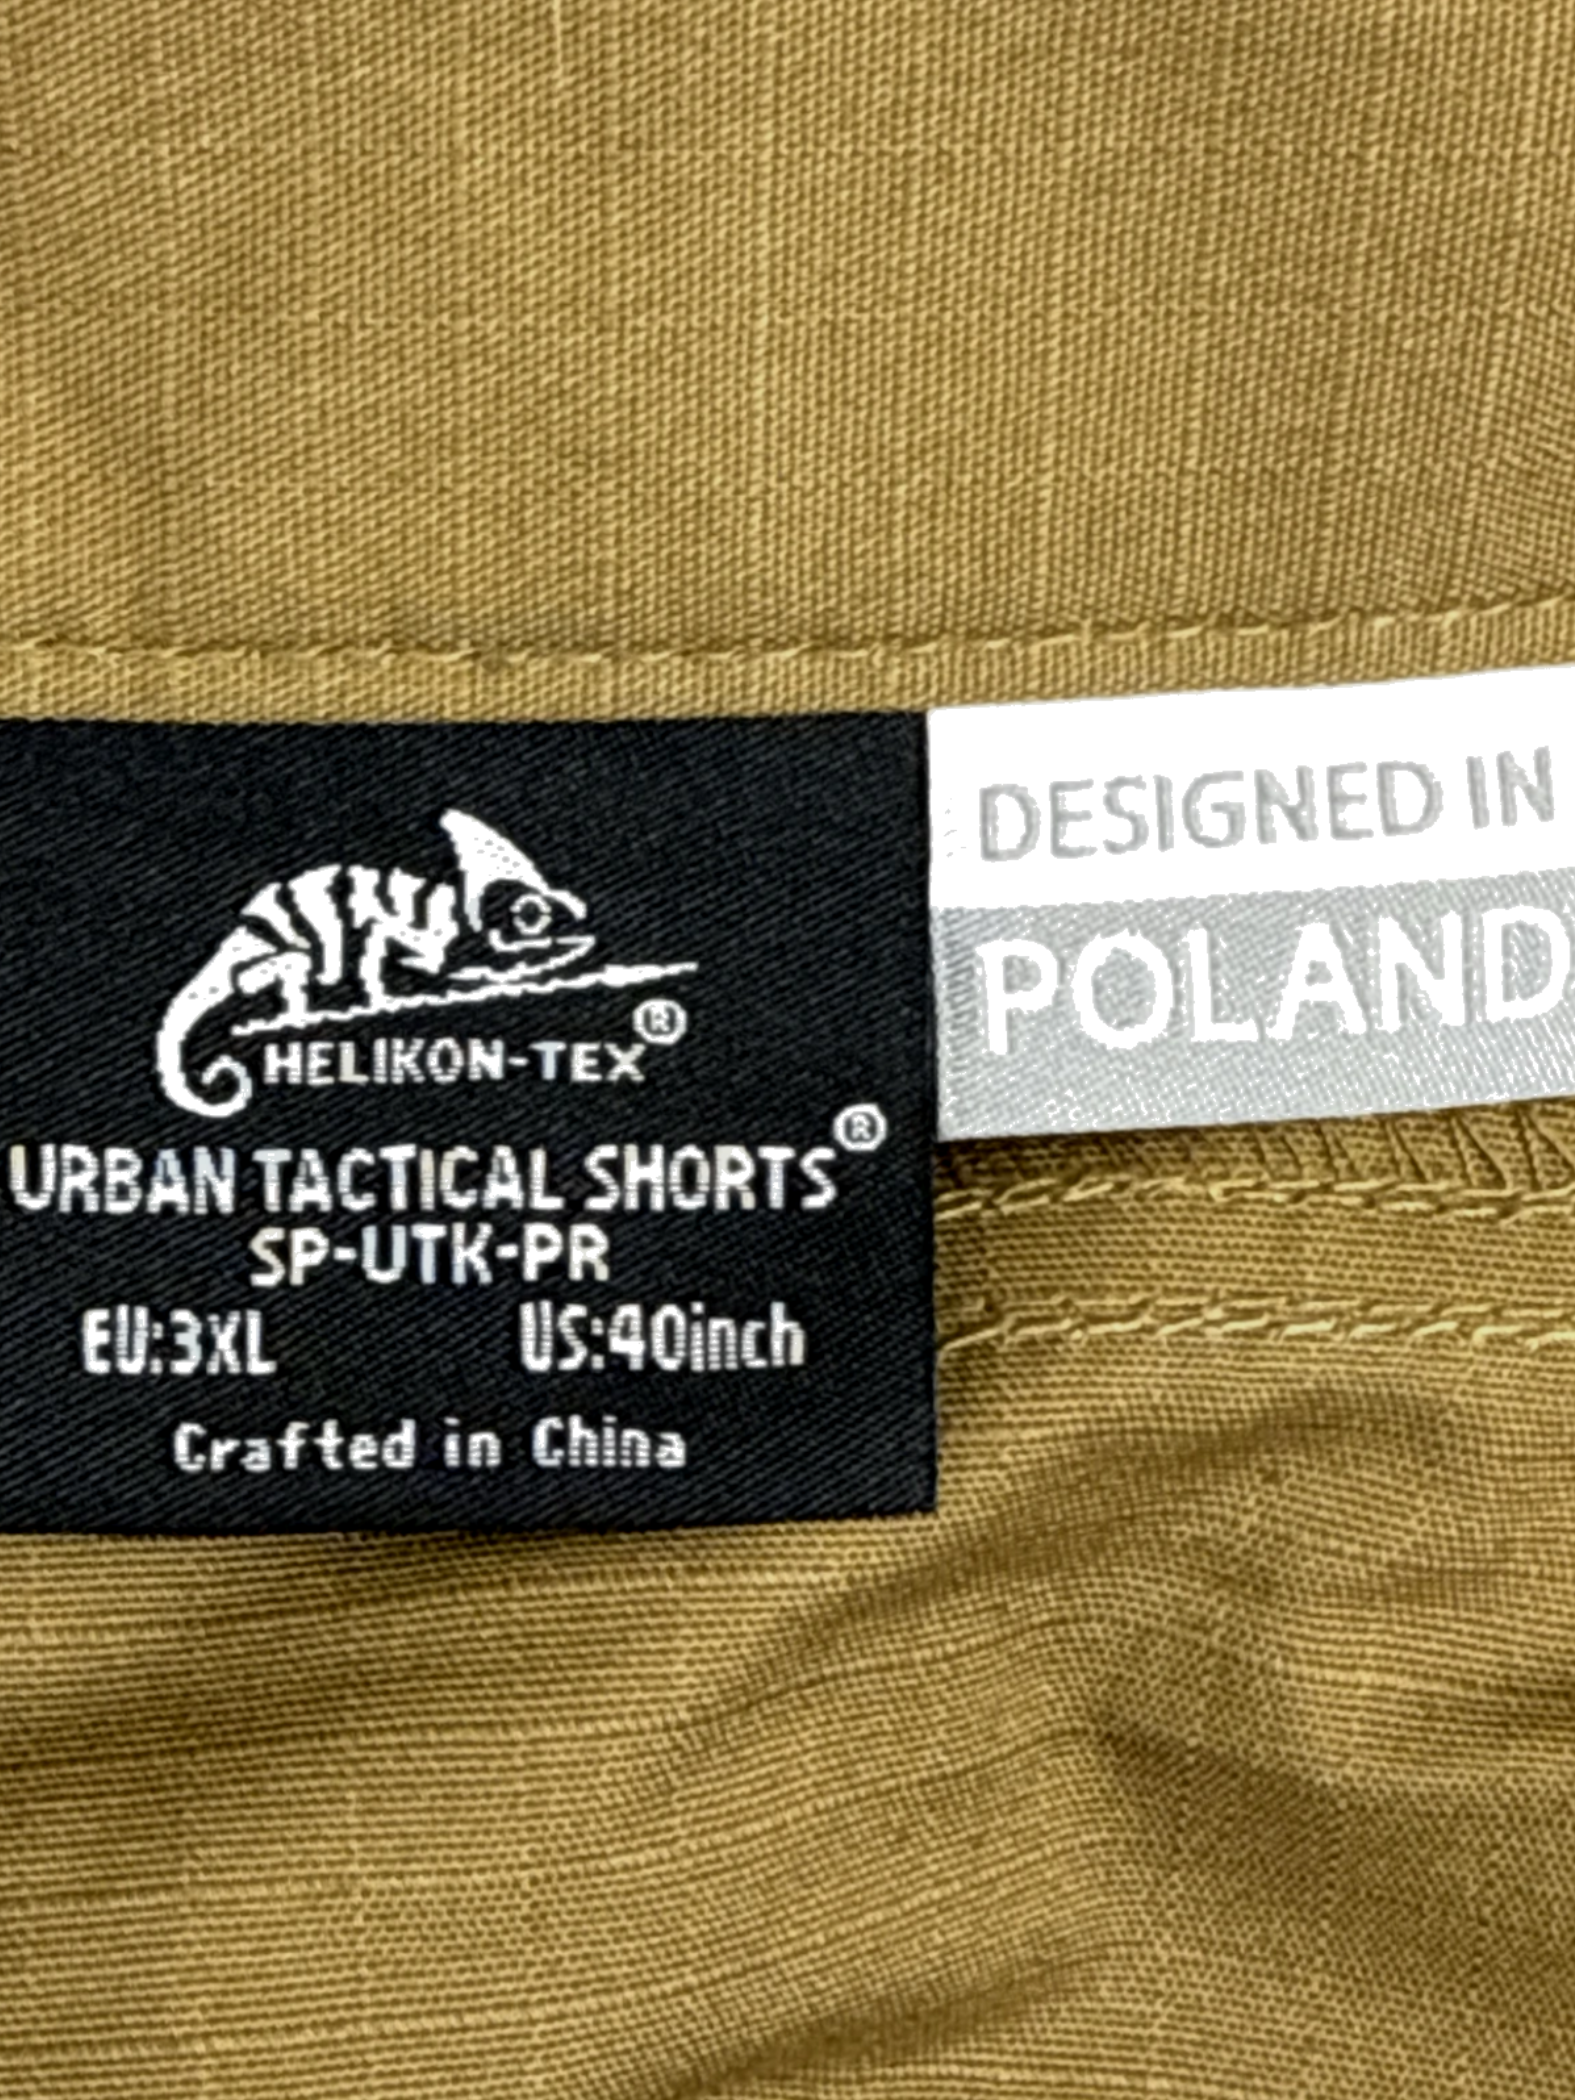 HELIKON-TEX®
URBAN TACTICAL SHORTS®
SP-UTK-PR
EU:3XL US:40inch
Crafted in China
DESIGNED IN
POLAND